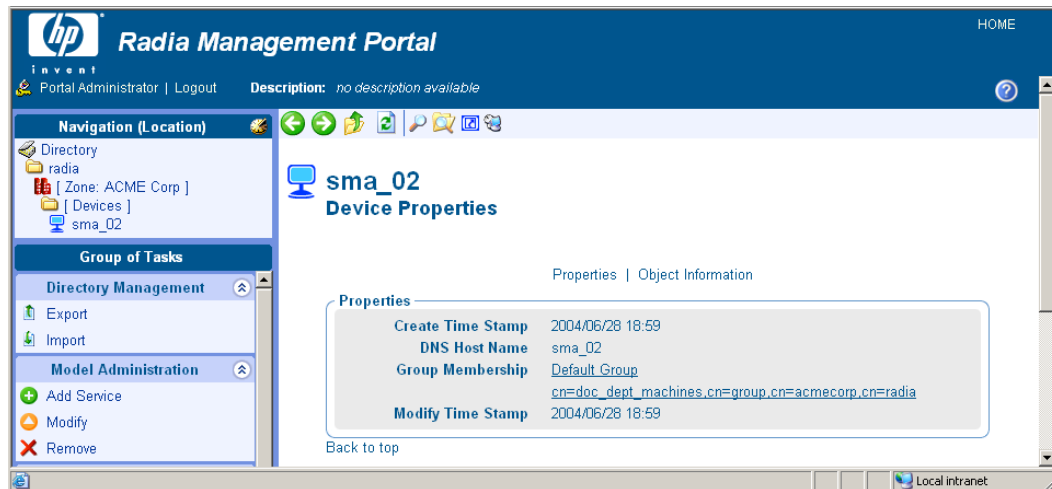 HOME
hp
Radia Management Portal
invent
Portal Administrator | Logout
Description: no description available
?
Navigation (Location)
Directory
radia
[ Zone: ACME Corp ]
[ Devices ]
sma_02
Group of Tasks
Directory Management
Export
Import
Model Administration
Add Service
Modify
Remove
sma_02
Device Properties
Properties | Object Information
Properties
Create Time Stamp 2004/06/28 18:59
DNS Host Name sma_02
Group Membership Default Group
cn=doc_dept_machines,cn=group,cn=acmecorp,cn=radia
Modify Time Stamp 2004/06/28 18:59
Back to top
Local intranet